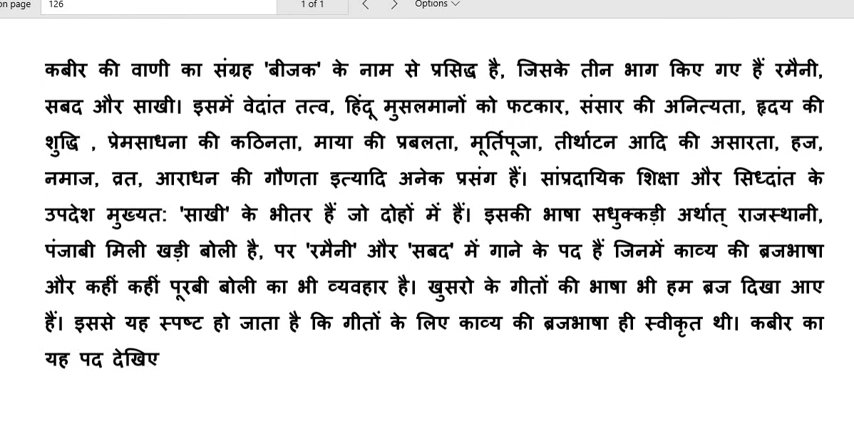 on page 126 1 of 1 < > Options
कबीर की वाणी का संग्रह 'बीजक' के नाम से प्रसिद्ध है, जिसके तीन भाग किए गए हैं रमैनी,
सबद और साखी। इसमें वेदांत तत्व, हिंदू मुसलमानों को फटकार, संसार की अनित्यता, हृदय की
शुद्धि , प्रेमसाधना की कठिनता, माया की प्रबलता, मूर्तिपूजा, तीर्थाटन आदि की असारता, हज,
नमाज, व्रत, आराधन की गौणता इत्यादि अनेक प्रसंग हैं। सांप्रदायिक शिक्षा और सिध्दांत के
उपदेश मुख्यत: 'साखी' के भीतर हैं जो दोहों में हैं। इसकी भाषा सधुक्कड़ी अर्थात् राजस्थानी,
पंजाबी मिली खड़ी बोली है, पर 'रमैनी' और 'सबद' में गाने के पद हैं जिनमें काव्य की ब्रजभाषा
और कहीं कहीं पूरबी बोली का भी व्यवहार है। खुसरो के गीतों की भाषा भी हम ब्रज दिखा आए
हैं। इससे यह स्पष्ट हो जाता है कि गीतों के लिए काव्य की ब्रजभाषा ही स्वीकृत थी। कबीर का
यह पद देखिए